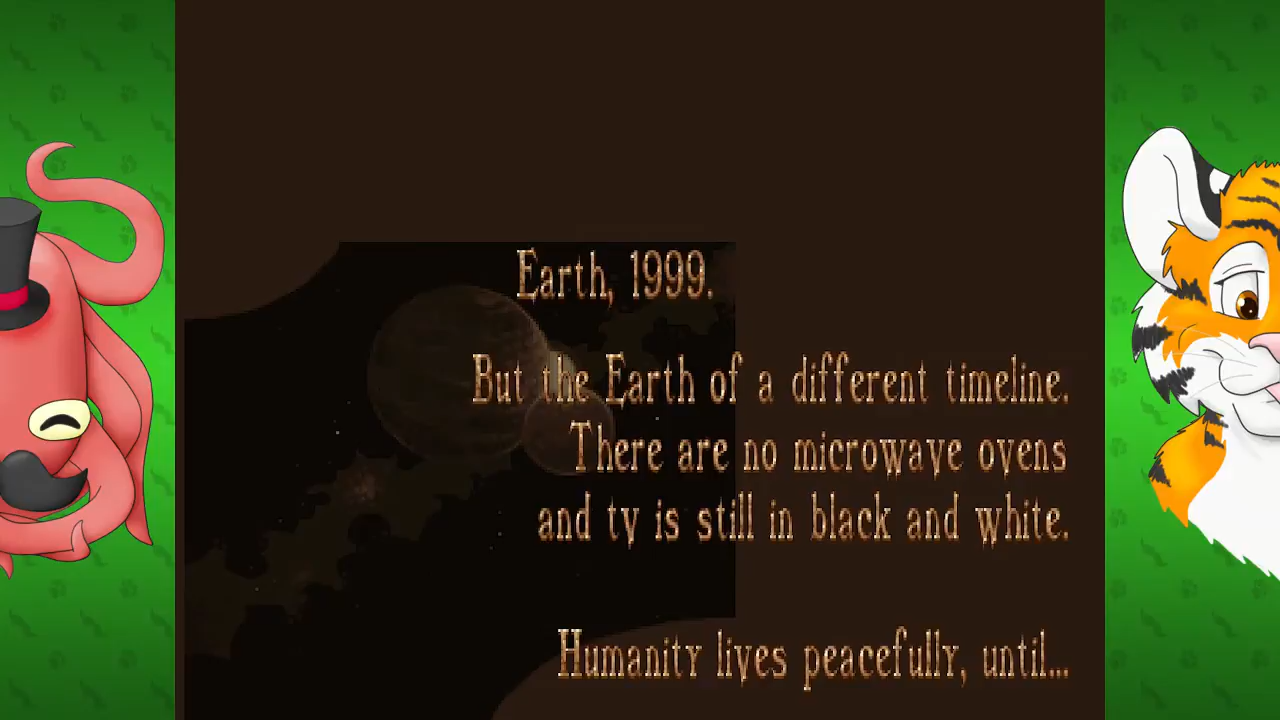 Earth, 1999.
But the Earth of a different timeline.
There are no microwave ovens
and tv is still in black and white.
Humanity lives peacefully, until...